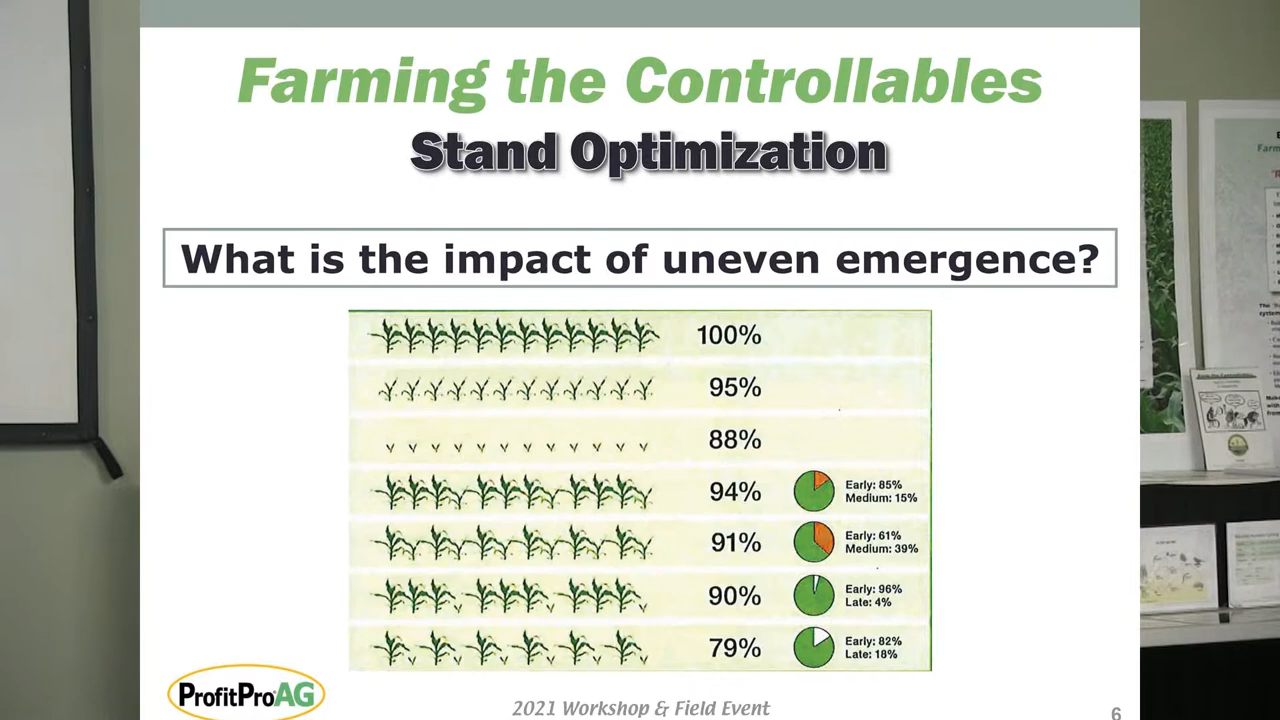 Farming the Controllables
Stand Optimization
What is the impact of uneven emergence?
100%
95%
88%
94%
Early: 85%
Medium: 15%
91%
Early: 61%
Medium: 39%
90%
Early: 96%
Late: 4%
79%
Early: 82%
Late: 18%
ProfitProAG
2021 Workshop & Field Event
6